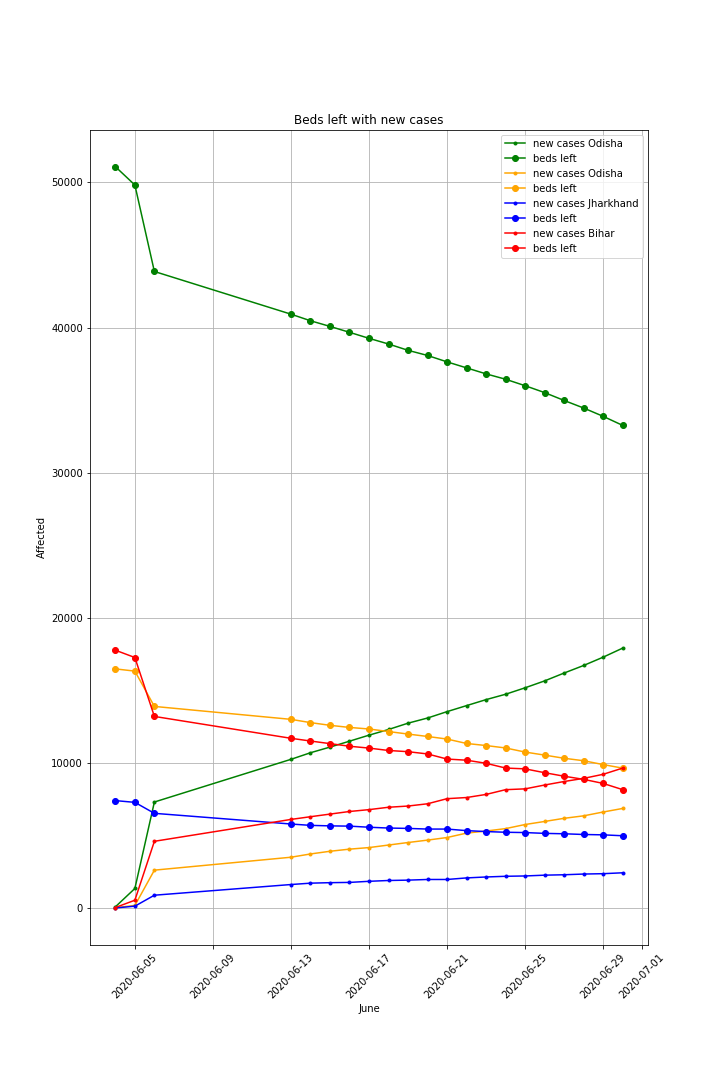 Beds left with new cases
new cases Odisha
beds left
new cases Odisha
beds left
new cases Jharkhand
beds left
new cases Bihar
beds left
50000
40000
30000
20000
10000
0
Affected
2020-06-05
2020-06-09
2020-06-13
2020-06-17
2020-06-21
2020-06-25
2020-06-29
2020-07-01
June